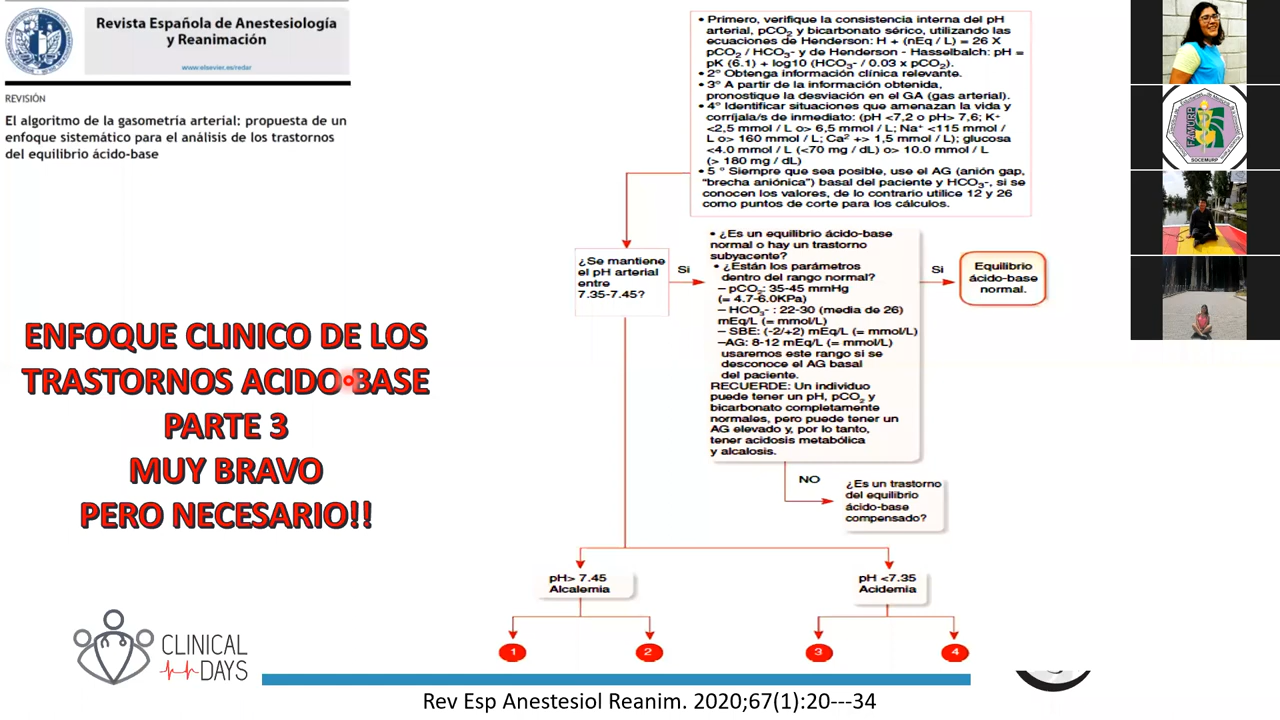 Revista Española de Anestesiología
y Reanimación
www.elsevier.es/redar
REVISIÓN
El algoritmo de la gasometría arterial: propuesta de un
enfoque sistemático para el análisis de los trastornos
del equilibrio ácido-base
ENFOQUE CLINICO DE LOS
TRASTORNOS ACIDO-BASE
PARTE 3
MUY BRAVO
PERO NECESARIO!!
• Primero, verifique la consistencia interna del pH
arterial, pCO₂ y bicarbonato sérico, utilizando las
ecuaciones de Henderson: H + (nEq / L) = 26 X
pCO₂ / HCO₃- y de Henderson - Hasselbalch: pH =
pK (6.1) + log10 (HCO₃- / 0.03 x pCO₂).
• 2º Obtenga información clínica relevante.
• 3º A partir de la información obtenida,
pronostique la desviación en el GA (gas arterial).
• 4º Identificar situaciones que amenazan la vida y
corríjala/s de inmediato: (pH <7,2 o pH> 7,6; K⁺
<2,5 mmol / L o> 6,5 mmol / L; Na⁺ <115 mmol /
L o> 160 mmol / L; Ca² +> 1,5 mmol / L); glucosa
<4.0 mmol / L (<70 mg / dL) o> 10.0 mmol / L
(> 180 mg / dL)
• 5 º Siempre que sea posible, use el AG (anión gap,
“brecha aniónica”) basal del paciente y HCO₃-, si se
conocen los valores, de lo contrario utilice 12 y 26
como puntos de corte para los cálculos.
¿Se mantiene
el pH arterial
entre
7.35-7.45?
Si
• ¿Es un equilibrio ácido-base
normal o hay un trastorno
subyacente?
• ¿Están los parámetros
dentro del rango normal?
– pCO₂: 35-45 mmHg
(= 4.7-6.0KPa)
– HCO₃- : 22-30 (media de 26)
mEq/L (= mmol/L)
– SBE: (-2/+2) mEq/L (= mmol/L)
–AG: 8-12 mEq/L (= mmol/L)
usaremos este rango si se
desconoce el AG basal
del paciente.
RECUERDE: Un individuo
puede tener un pH, pCO₂ y
bicarbonato completamente
normales, pero puede tener un
AG elevado y, por lo tanto,
tener acidosis metabólica
y alcalosis.
Si
Equilibrio
ácido-base
normal.
NO
¿Es un trastorno
del equilibrio
ácido-base
compensado?
pH> 7.45
Alcalemia
pH <7.35
Acidemia
1
2
3
4
CLINICAL
DAYS
Rev Esp Anestesiol Reanim. 2020;67(1):20---34
FAMURP
SOCEMURP